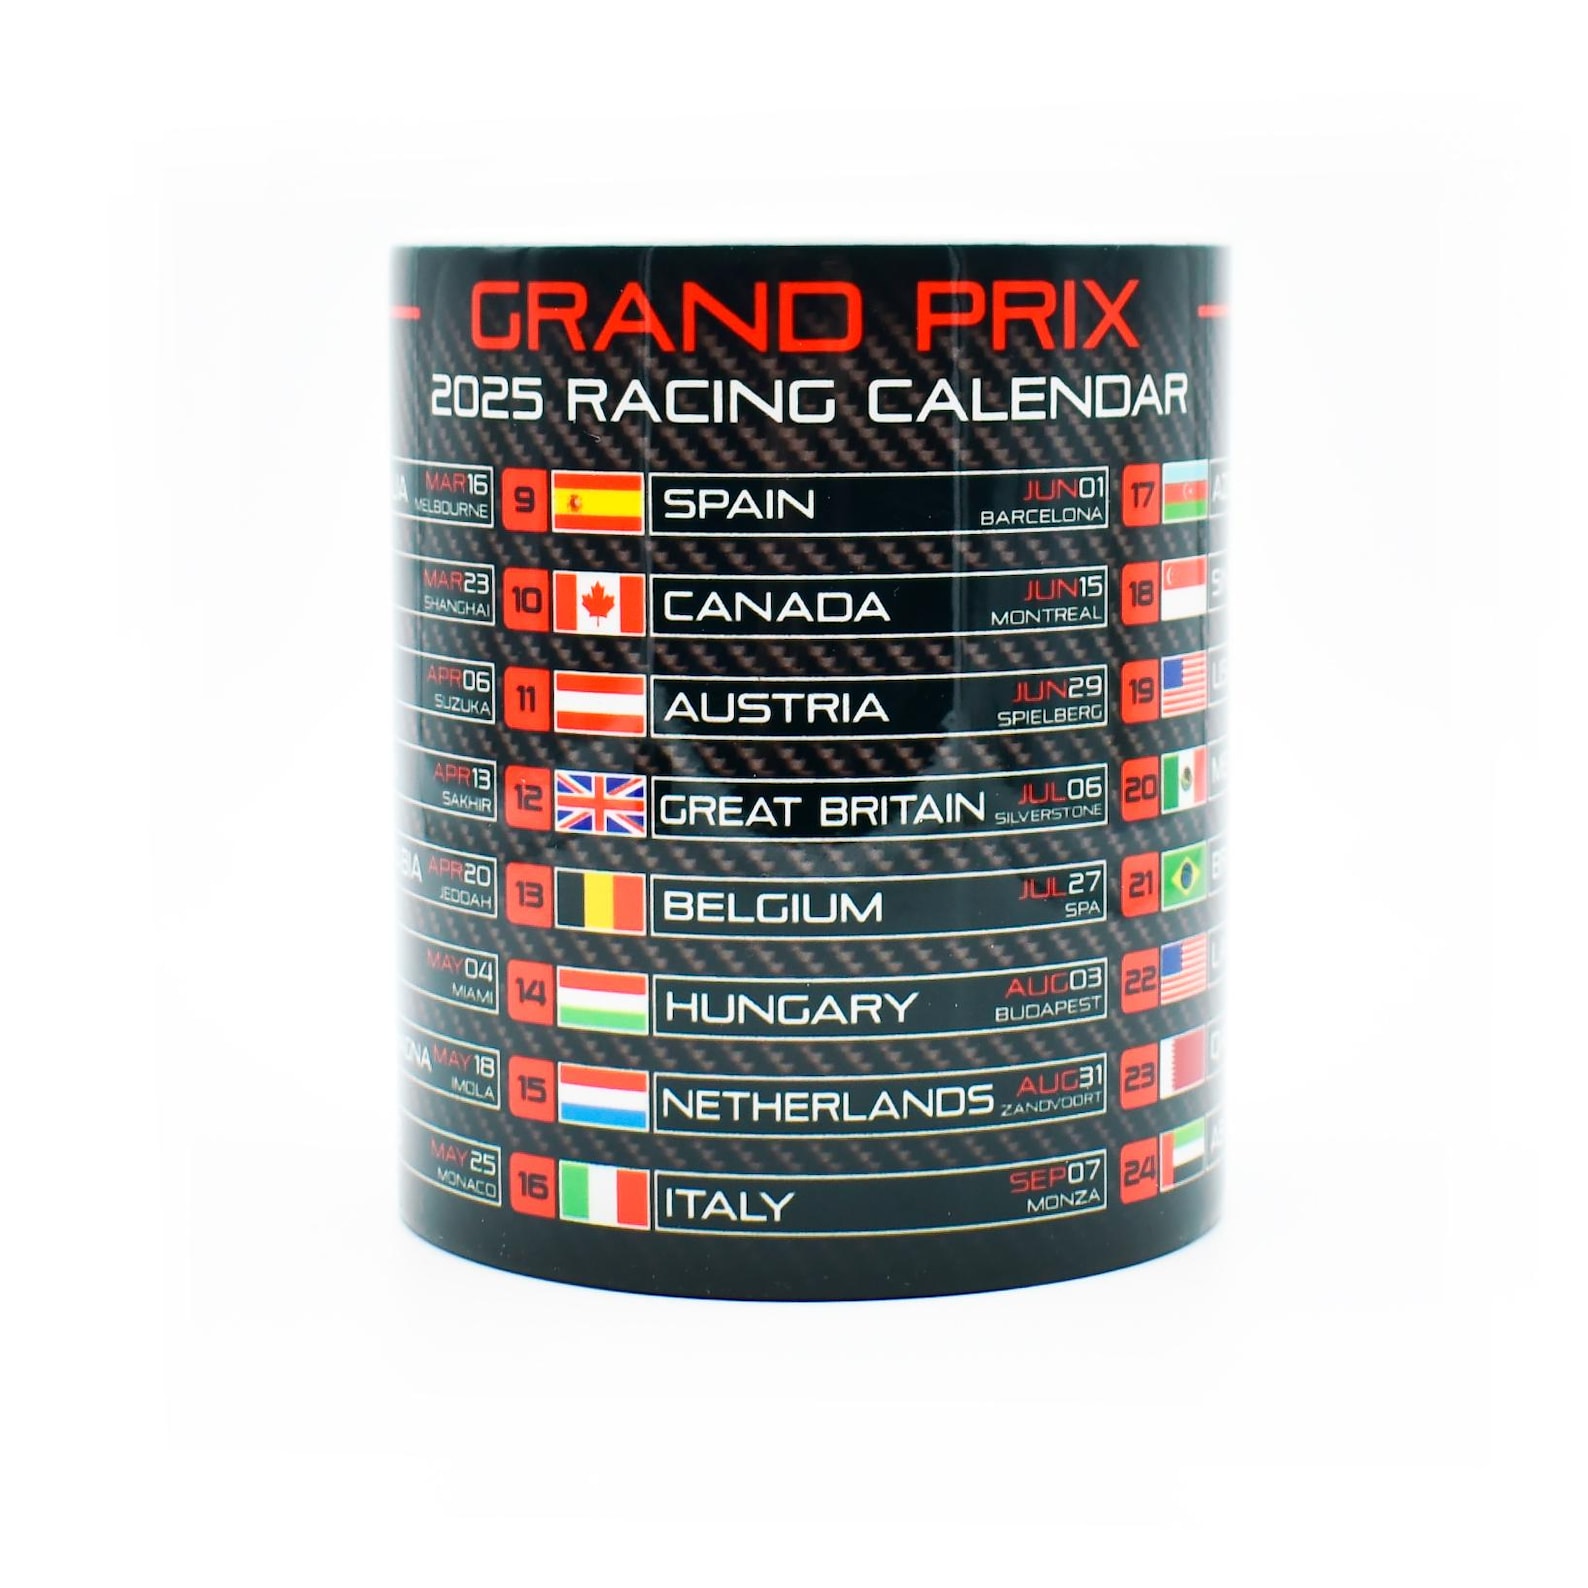 GRAND PRIX
2025 RACING CALENDAR
MAR16
MELBOURNE
MAR23
SHANGHAI
APR06
SUZUKA
APR13
SAKHIR
APR20
JEDDAH
MAY04
MIAMI
MAY18
IMOLA
MAY25
MONACO
9 SPAIN JUN01
BARCELONA
10 CANADA JUN15
MONTREAL
11 AUSTRIA JUN29
SPIELBERG
12 GREAT BRITAIN JUL06
SILVERSTONE
13 BELGIUM JUL27
SPA
14 HUNGARY AUG03
BUDAPEST
15 NETHERLANDS AUG31
ZANDVOORT
16 ITALY SEP07
MONZA
17
18
19
20
21
22
23
24